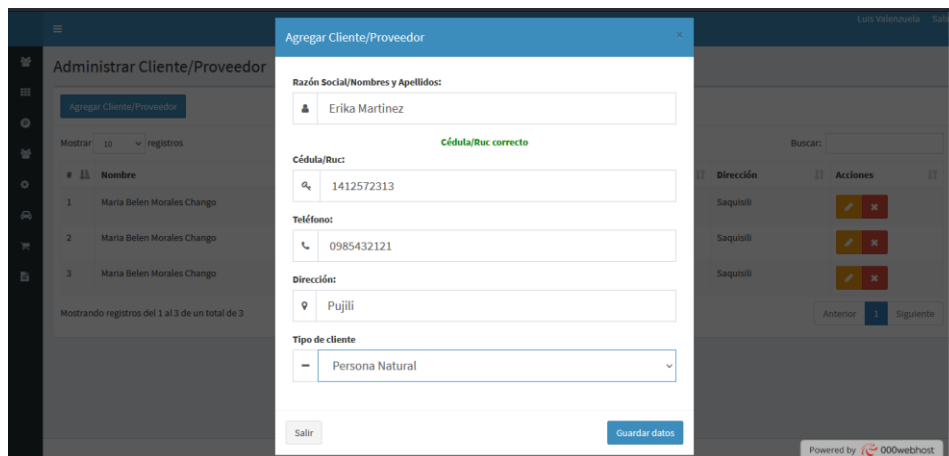 Luis Valenzuela Salir
Agregar Cliente/Proveedor ×
Administrar Cliente/Proveedor
Agregar Cliente/Proveedor
Razón Social/Nombres y Apellidos:
Erika Martinez
Cédula/Ruc correcto
Mostrar 10 registros Buscar:
Cédula/Ruc:
1412572313
# Nombre Dirección Acciones
1 Maria Belen Morales Chango Saquisili
Teléfono:
0985432121
2 Maria Belen Morales Chango Saquisili
3 Maria Belen Morales Chango Saquisili
Dirección:
Pujilí
Mostrando registros del 1 al 3 de un total de 3 Anterior 1 Siguiente
Tipo de cliente
Persona Natural
Salir Guardar datos
Powered by 000webhost